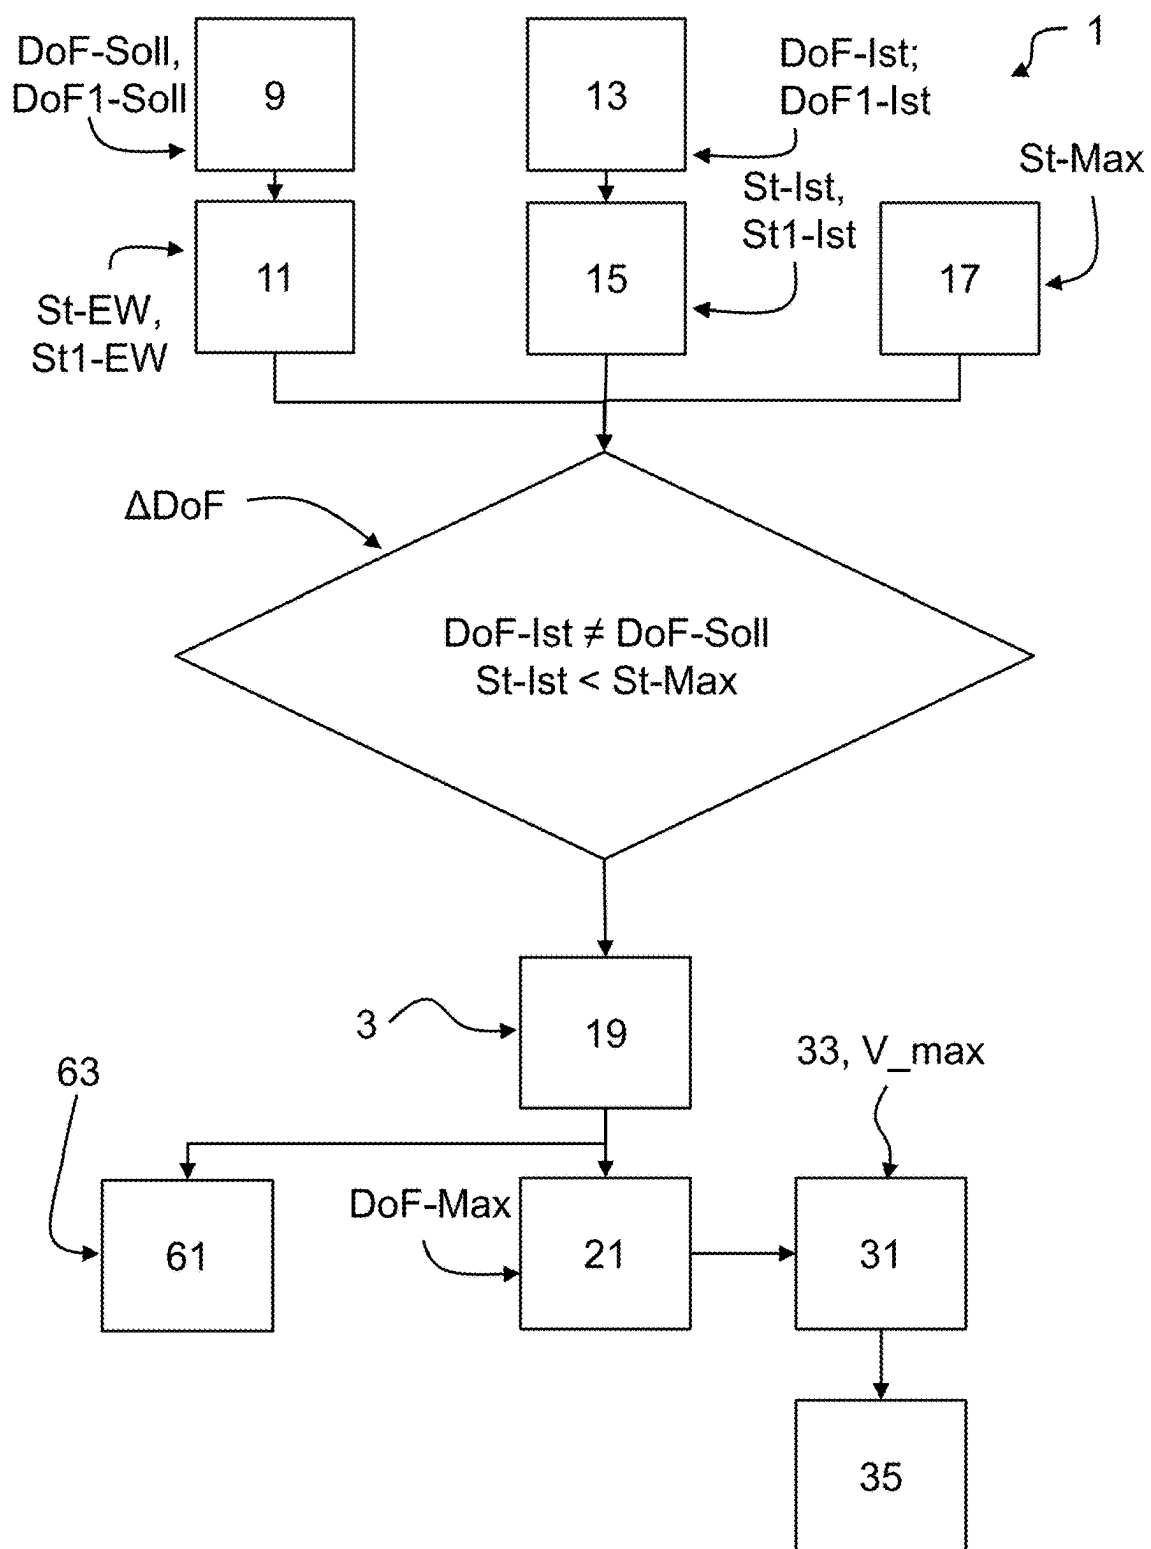 1
DoF-Soll,
DoF1-Soll
9
13
DoF-Ist;
DoF1-Ist
St-Max
St-EW,
St1-EW
11
15
St-Ist,
St1-Ist
17
ΔDoF
DoF-Ist ≠ DoF-Soll
St-Ist < St-Max
3
19
33, V_max
63
61
DoF-Max
21
31
35